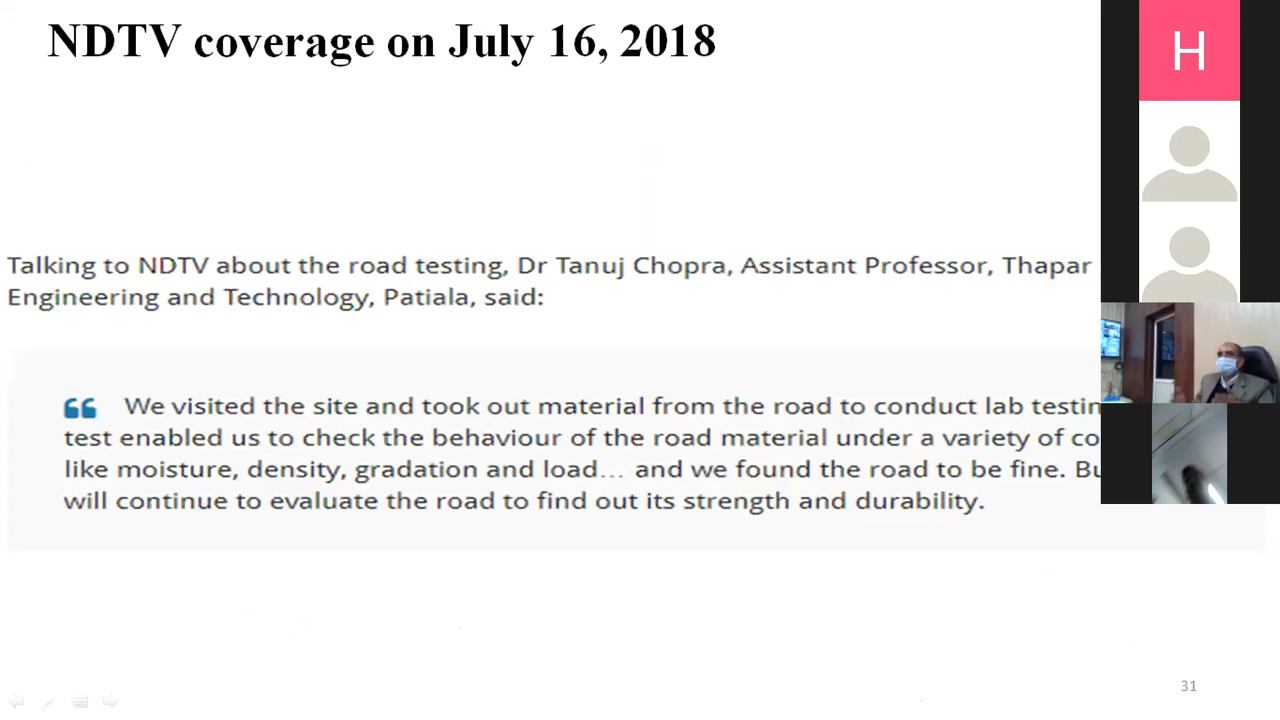 NDTV coverage on July 16, 2018
H
Talking to NDTV about the road testing, Dr Tanuj Chopra, Assistant Professor, Thapar
Engineering and Technology, Patiala, said:
“ We visited the site and took out material from the road to conduct lab
test enabled us to check the behaviour of the road material under a variety of
like moisture, density, gradation and load... and we found the road to be fine.
will continue to evaluate the road to find out its strength and durability.
31